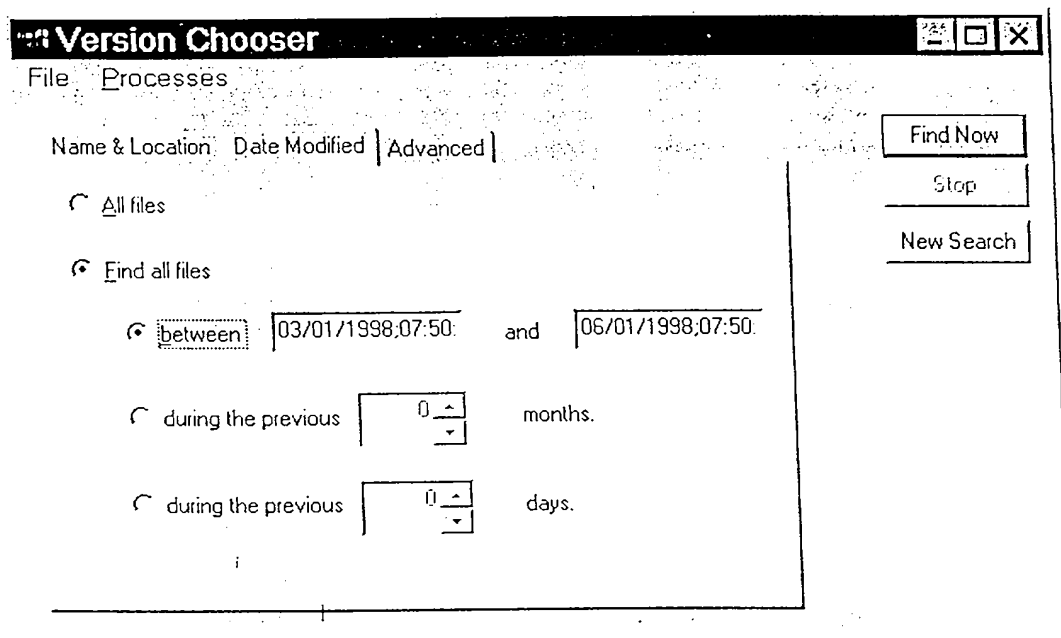 Version Chooser
File Processes
Name & Location Date Modified Advanced
Find Now
Stop
New Search
All files
Find all files
between 03/01/1998;07:50: and 06/01/1998;07:50:
during the previous 0 months.
during the previous 0 days.